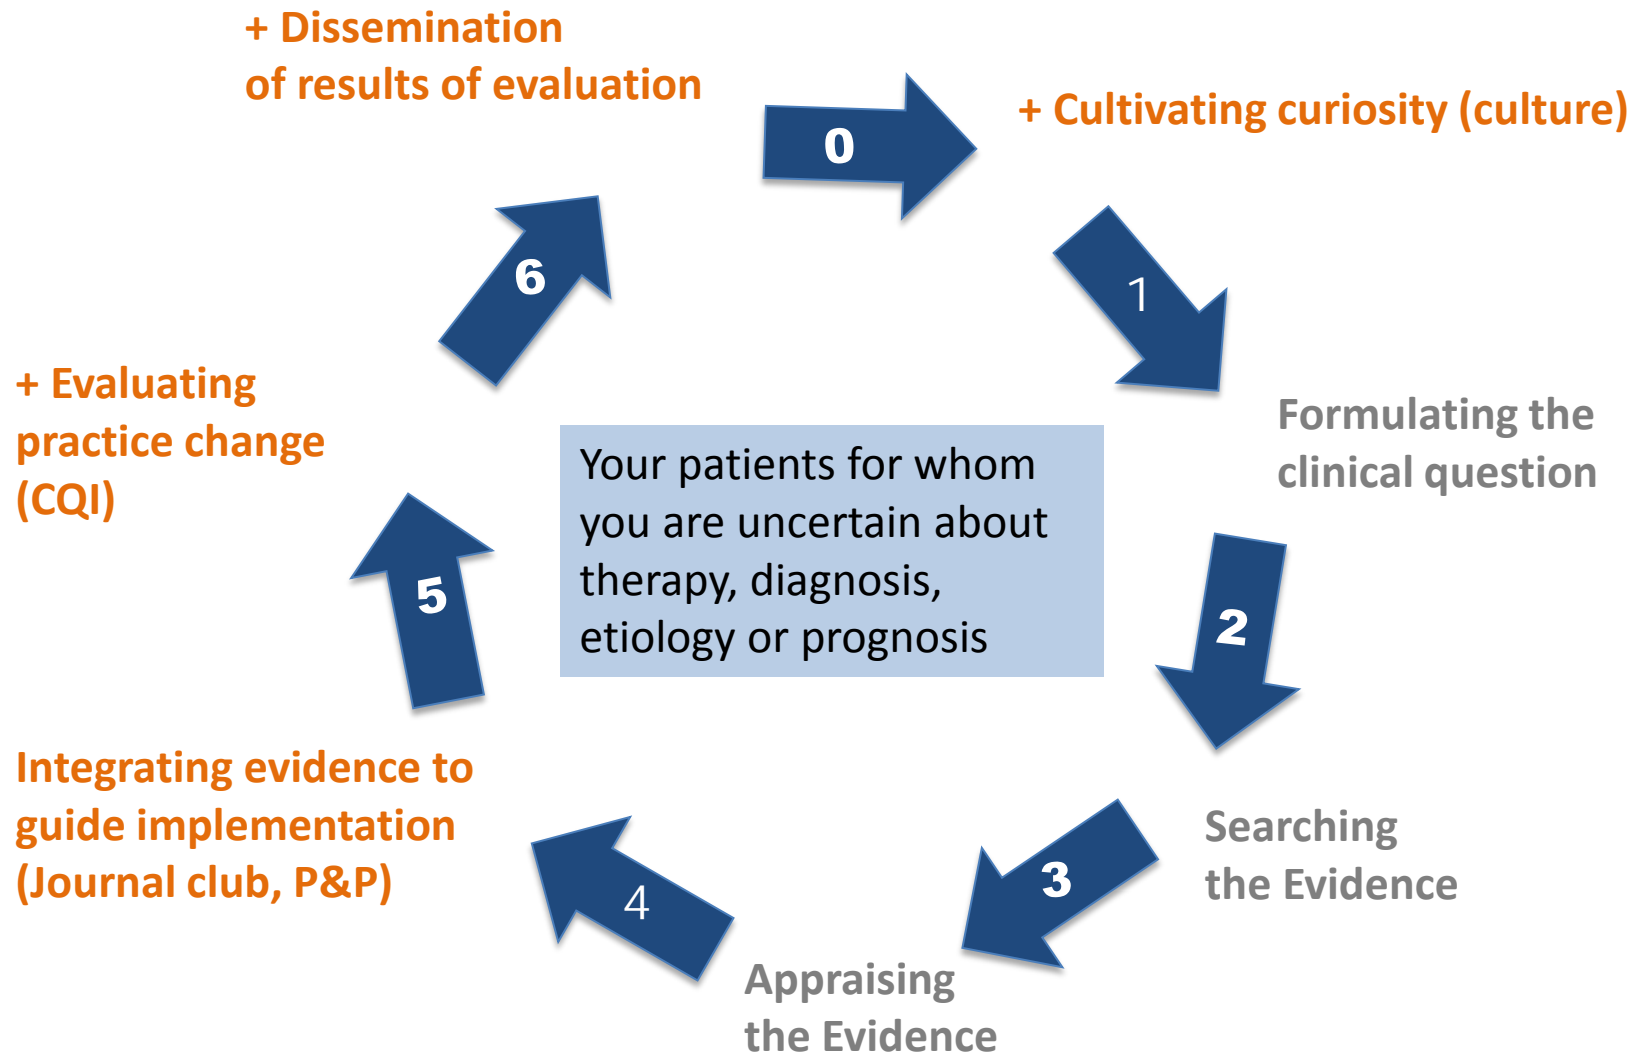 + Dissemination
of results of evaluation
0
+ Cultivating curiosity (culture)
1
Formulating the
clinical question
2
Searching
the Evidence
3
Appraising
the Evidence
4
Integrating evidence to
guide implementation
(Journal club, P&P)
5
+ Evaluating
practice change
(CQI)
6
Your patients for whom
you are uncertain about
therapy, diagnosis,
etiology or prognosis